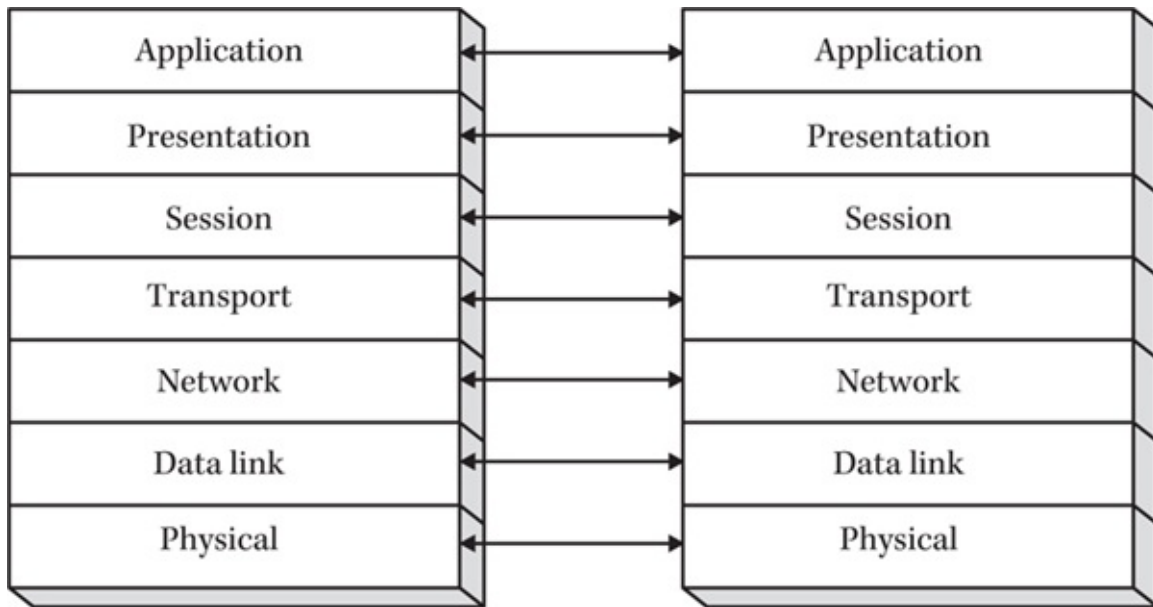 Application Application
Presentation Presentation
Session Session
Transport Transport
Network Network
Data link Data link
Physical Physical